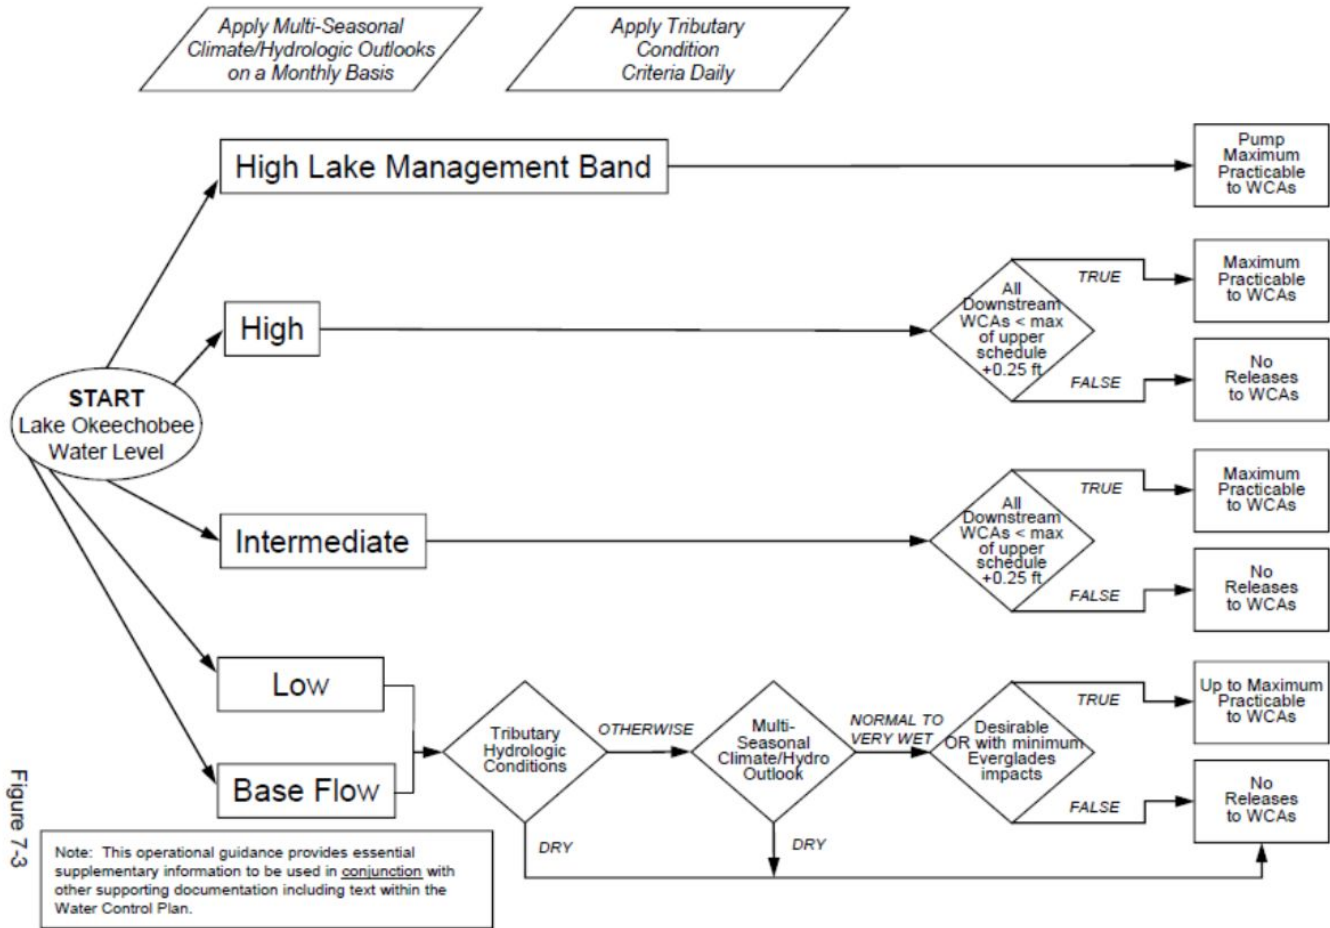 Apply Multi-Seasonal
Climate/Hydrologic Outlooks
on a Monthly Basis
Apply Tributary
Condition
Criteria Daily
High Lake Management Band
Pump
Maximum
Practicable
to WCAs
High
All
Downstream
WCAs < max
of upper
schedule
+0.25 ft
TRUE
Maximum
Practicable
to WCAs
FALSE
No
Releases
to WCAs
START
Lake Okeechobee
Water Level
Intermediate
All
Downstream
WCAs < max
of upper
schedule
+0.25 ft
TRUE
Maximum
Practicable
to WCAs
FALSE
No
Releases
to WCAs
Low
Base Flow
Tributary
Hydrologic
Conditions
OTHERWISE
DRY
Multi-
Seasonal
Climate/Hydro
Outlook
NORMAL TO
VERY WET
DRY
Desirable
OR with minimum
Everglades
impacts
TRUE
Up to Maximum
Practicable
to WCAs
FALSE
No
Releases
to WCAs
Figure 7-3
Note: This operational guidance provides essential
supplementary information to be used in conjunction with
other supporting documentation including text within the
Water Control Plan.